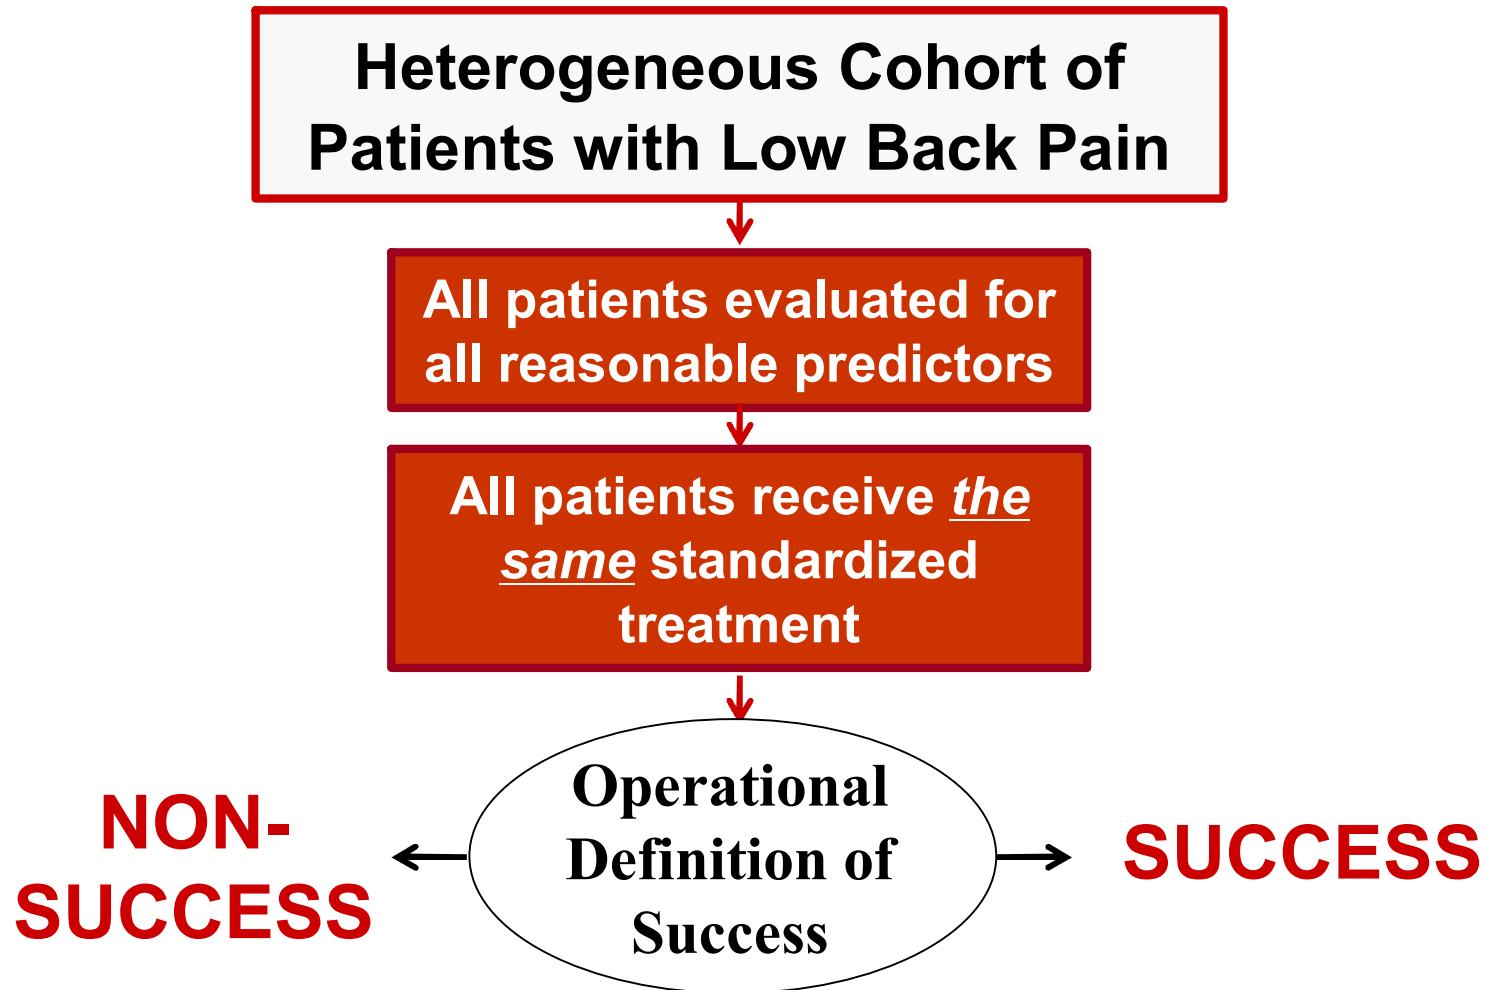 Heterogeneous Cohort of
Patients with Low Back Pain
All patients evaluated for
all reasonable predictors
All patients receive the
same standardized
treatment
Operational
Definition of
Success
NON-
SUCCESS
SUCCESS